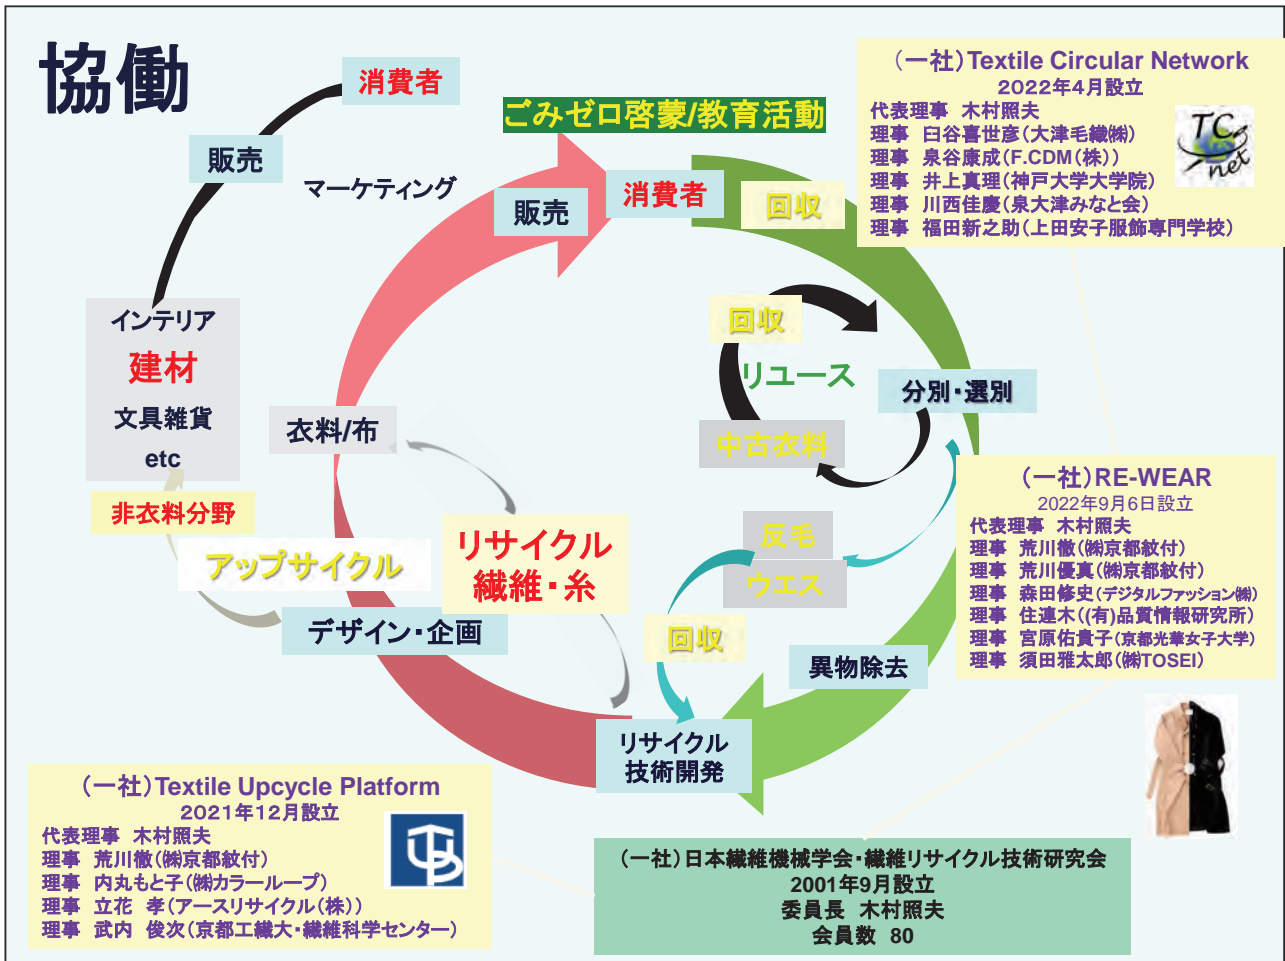 協働
消費者
販売
マーケティング
ごみゼロ啓蒙/教育活動
販売
消費者
回収
(一社)Textile Circular Network
2022年4月設立
代表理事　木村照夫
理事　臼谷喜世彦(大津毛織㈱)
理事　泉谷康成(F.CDM(株))
理事　井上真理(神戸大学大学院)
理事　川西佳慶(泉大津みなと会)
理事　福田新之助(上田安子服飾専門学校)
TC
net
インテリア
建材
文具雑貨
etc
非衣料分野
アップサイクル
衣料/布
デザイン・企画
リサイクル
繊維・糸
回収
リユース
中古衣料
分別・選別
反毛
ウエス
回収
異物除去
リサイクル
技術開発
(一社)RE-WEAR
2022年9月6日設立
代表理事　木村照夫
理事　荒川徹(㈱京都紋付)
理事　荒川優真(㈱京都紋付)
理事　森田修史(デジタルファッション㈱)
理事　住連木((有)品質情報研究所)
理事　宮原佑貴子(京都光華女子大学)
理事　須田雅太郎(㈱TOSEI)
(一社)Textile Upcycle Platform
2021年12月設立
代表理事　木村照夫
理事　荒川徹(㈱京都紋付)
理事　内丸もと子(㈱カラーループ)
理事　立花 孝(アースリサイクル(株))
理事　武内 俊次(京都工繊大・繊維科学センター)
(一社)日本繊維機械学会・繊維リサイクル技術研究会
2001年9月設立
委員長　木村照夫
会員数　80